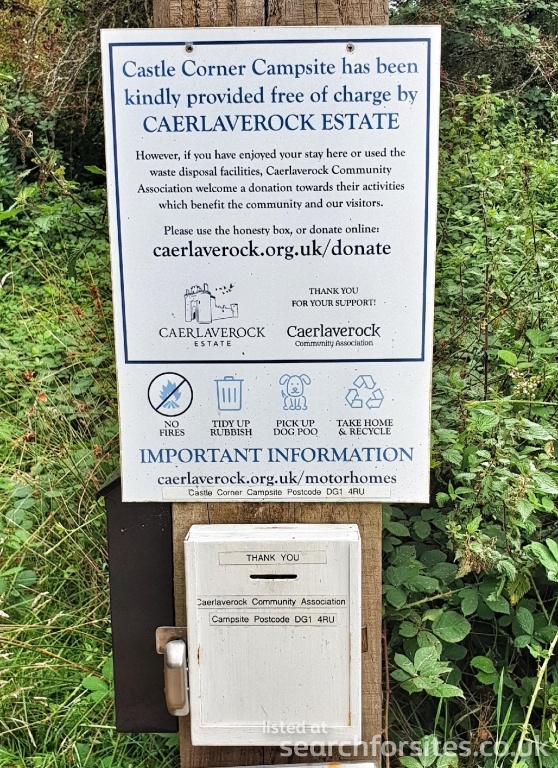 Castle Corner Campsite has been
kindly provided free of charge by
CAERLAVEROCK ESTATE
However, if you have enjoyed your stay here or used the
waste disposal facilities, Caerlaverock Community
Association welcome a donation towards their activities
which benefit the community and our visitors.
Please use the honesty box, or donate online:
caerlaverock.org.uk/donate
CAERLAVEROCK
ESTATE
THANK YOU
FOR YOUR SUPPORT!
Caerlaverock
Community Association
NO
FIRES
TIDY UP
RUBBISH
PICK UP
DOG POO
TAKE HOME
& RECYCLE
IMPORTANT INFORMATION
caerlaverock.org.uk/motorhomes
Castle Corner Campsite Postcode DG1 4RU
THANK YOU
Caerlaverock Community Association
Campsite Postcode DG1 4RU
listed at
searchforsites.co.uk